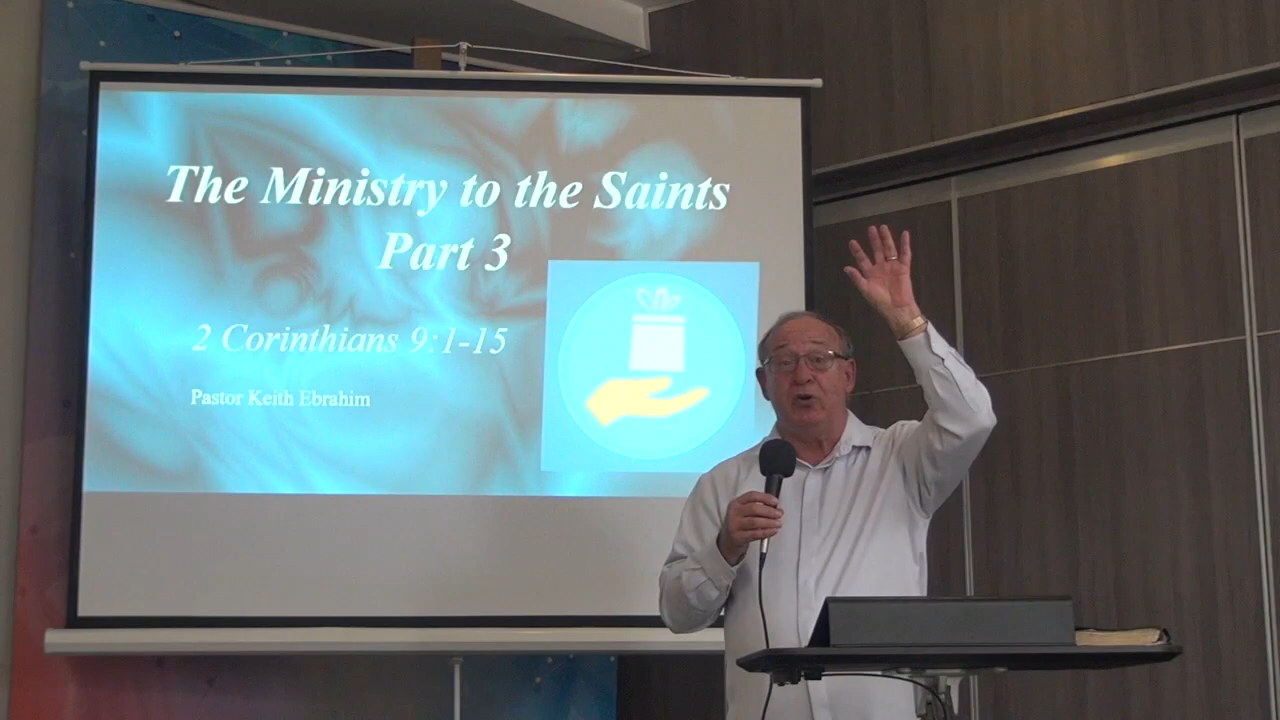 The Ministry to the Saints
Part 3
2 Corinthians 9:1-15
Pastor Keith Ebrahim